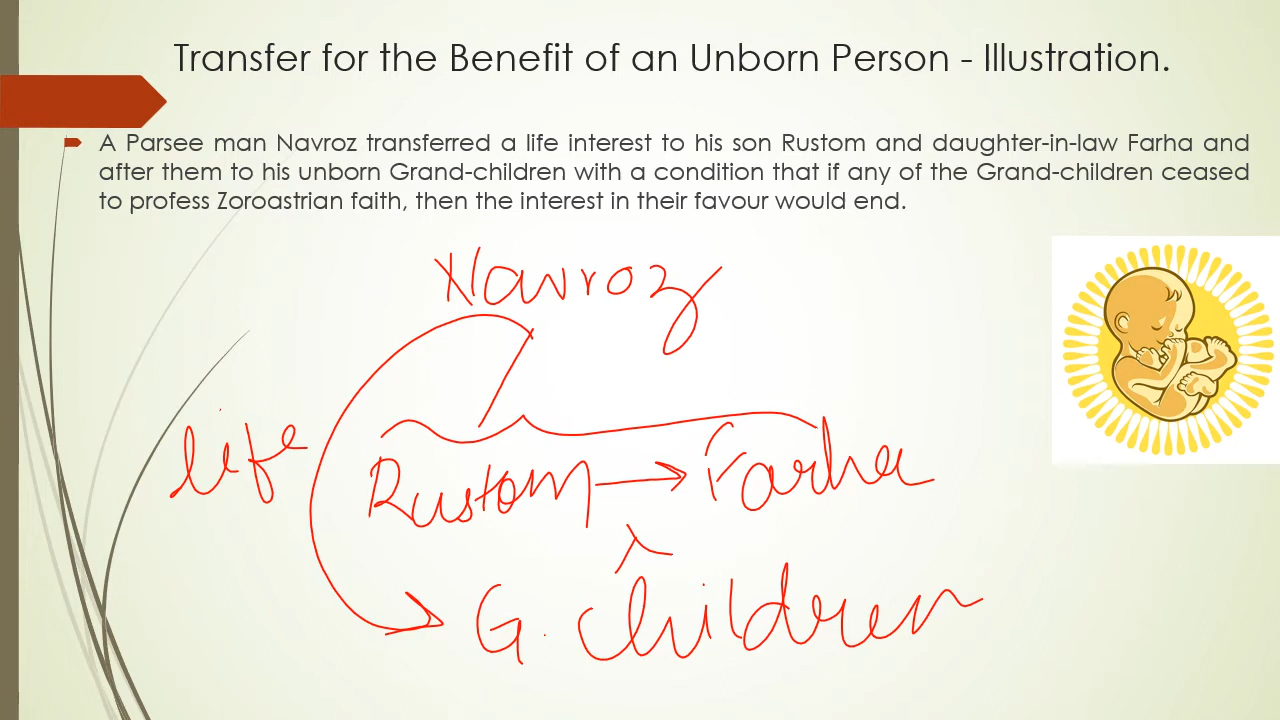 Transfer for the Benefit of an Unborn Person - Illustration.
A Parsee man Navroz transferred a life interest to his son Rustom and daughter-in-law Farha and
after them to his unborn Grand-children with a condition that if any of the Grand-children ceased
to profess Zoroastrian faith, then the interest in their favour would end.
Navroz
life
Rustom Farha
G. Children